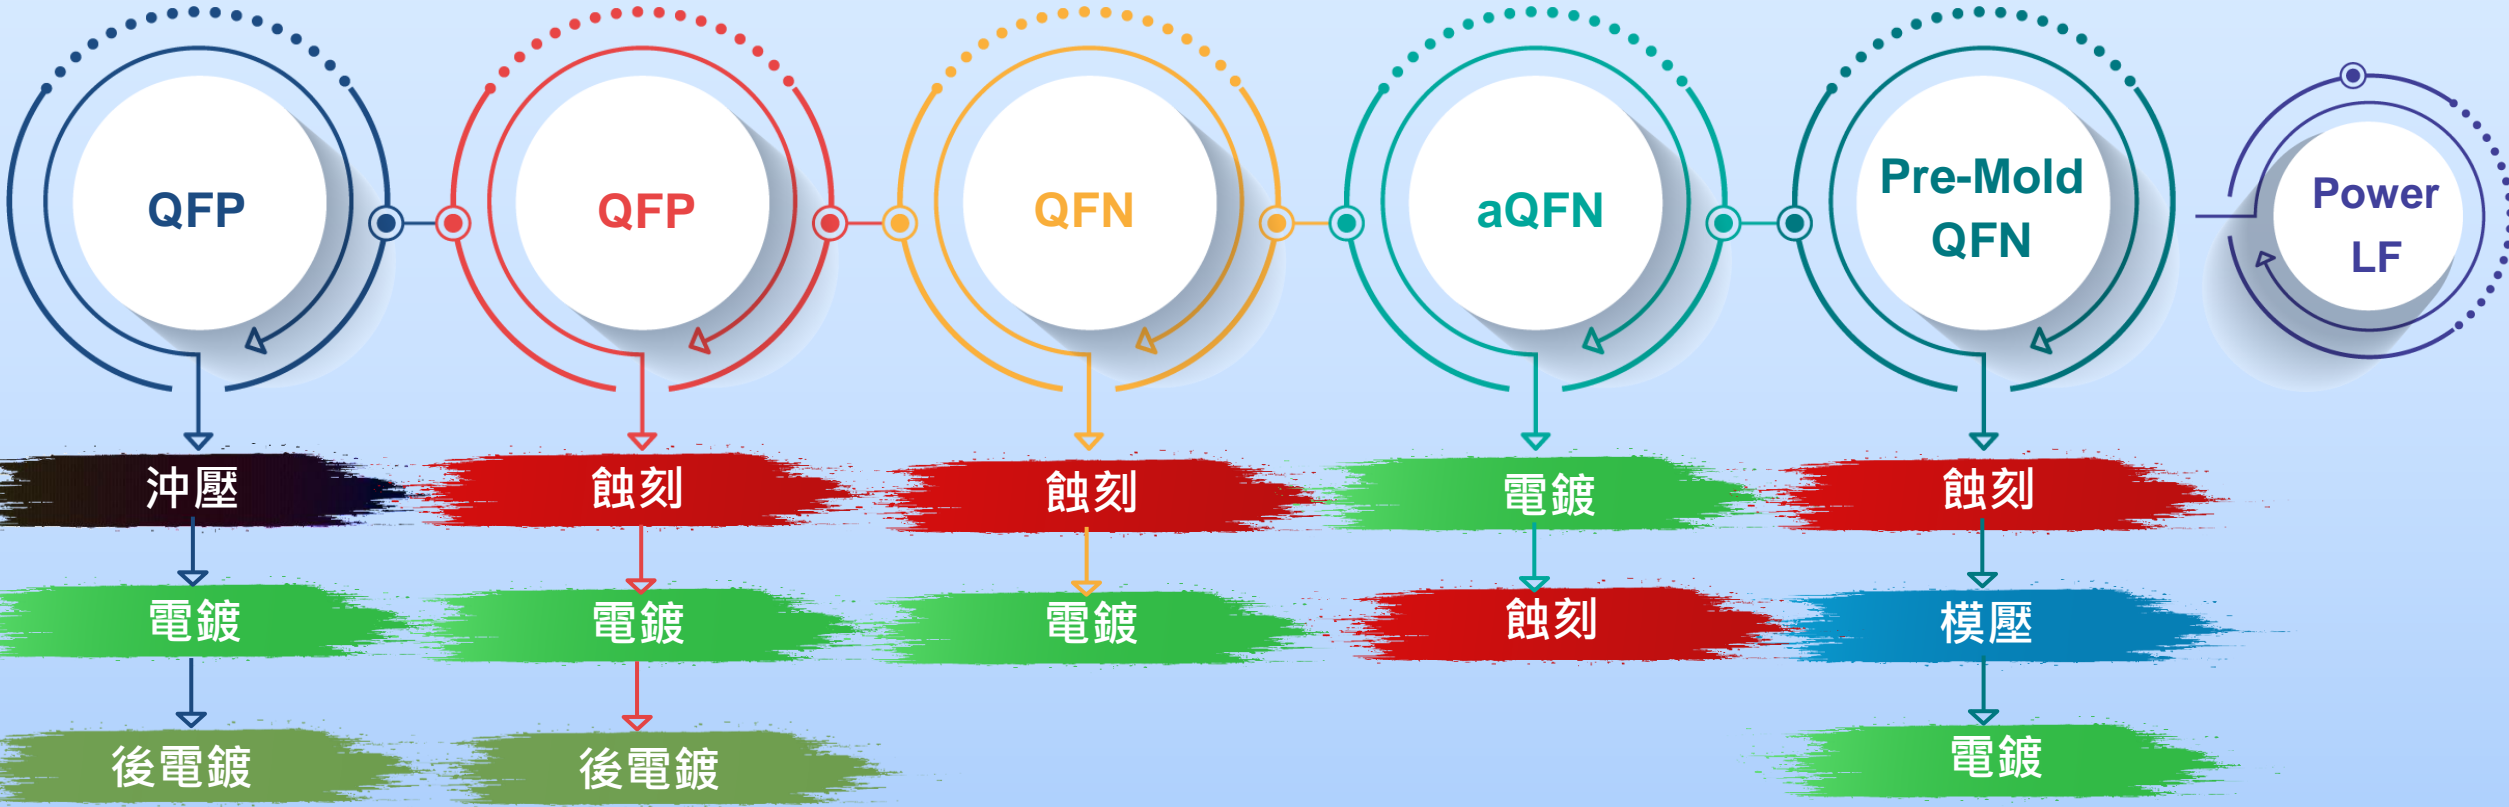 QFP
QFP
QFN
aQFN
Pre-Mold
QFN
Power
LF
沖壓
蝕刻
蝕刻
電鍍
蝕刻
電鍍
電鍍
電鍍
蝕刻
模壓
後電鍍
後電鍍
電鍍